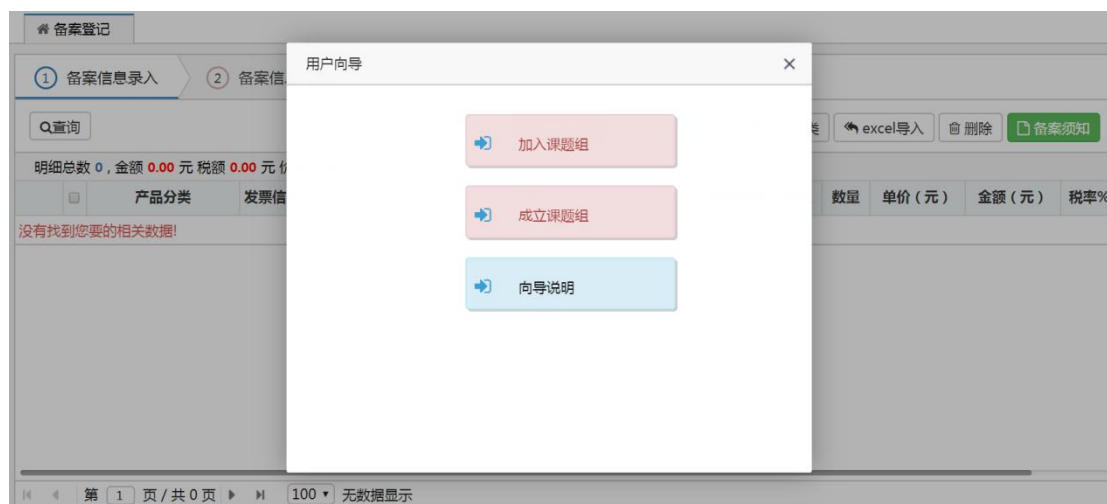 备案登记
用户向导
1 备案信息录入 2 备案信
查询 excel导入 删除 备案须知
加入课题组
明细总数 0 , 金额 0.00 元 税额 0.00 元
产品分类 发票信 数量 单价（元） 金额（元） 税率%
成立课题组
没有找到您要的相关数据!
向导说明
第 1 页 / 共 0 页 100 无数据显示